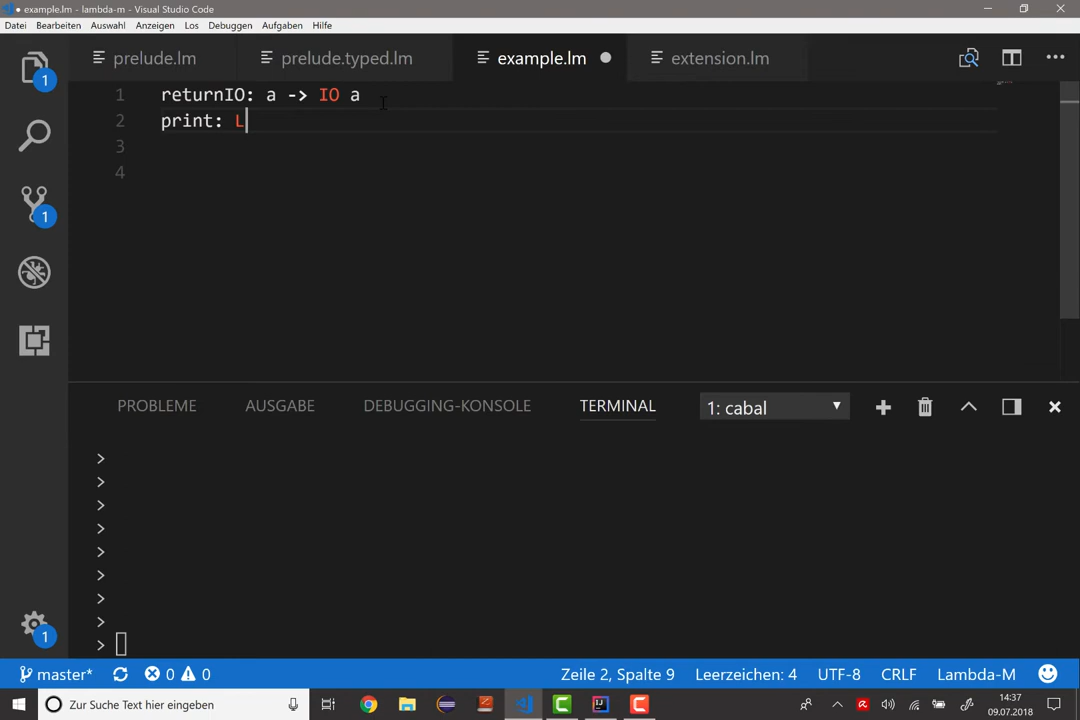 example.lm - lambda-m - Visual Studio Code
Datei Bearbeiten Auswahl Anzeigen Los Debuggen Aufgaben Hilfe
prelude.lm prelude.typed.lm example.lm extension.lm
1 returnIO: a -> IO a
2 print: L
3
4
1
1
PROBLEME AUSGABE DEBUGGING-KONSOLE TERMINAL 1: cabal
>
>
>
>
>
>
>
>
>
1
master* 0 0 Zeile 2, Spalte 9 Leerzeichen: 4 UTF-8 CRLF Lambda-M
Zur Suche Text hier eingeben
14:37
09.07.2018